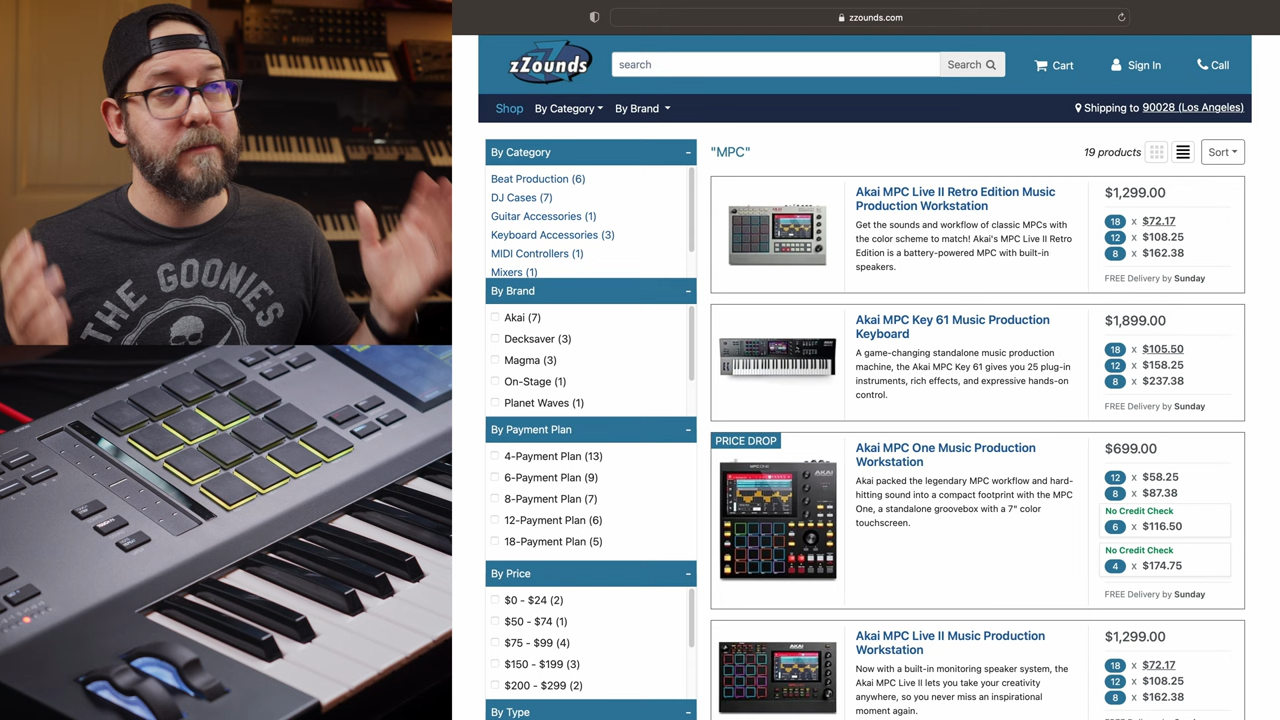 zzounds.com
zZounds
search
Search
Cart
Sign In
Call
Shop
By Category
By Brand
Shipping to 90028 (Los Angeles)
THE GOONIES
By Category
Beat Production (6)
DJ Cases (7)
Guitar Accessories (1)
Keyboard Accessories (3)
MIDI Controllers (1)
Mixers (1)
By Brand
Akai (7)
Decksaver (3)
Magma (3)
On-Stage (1)
Planet Waves (1)
By Payment Plan
4-Payment Plan (13)
6-Payment Plan (9)
8-Payment Plan (7)
12-Payment Plan (6)
18-Payment Plan (5)
By Price
$0 - $24 (2)
$50 - $74 (1)
$75 - $99 (4)
$150 - $199 (3)
$200 - $299 (2)
By Type
"MPC"
19 products
Sort
Akai MPC Live II Retro Edition Music
Production Workstation
Get the sounds and workflow of classic MPCs with
the color scheme to match! Akai's MPC Live II Retro
Edition is a battery-powered MPC with built-in
speakers.
$1,299.00
18 x $72.17
12 x $108.25
8 x $162.38
FREE Delivery by Sunday
Akai MPC Key 61 Music Production
Keyboard
A game-changing standalone music production
machine, the Akai MPC Key 61 gives you 25 plug-in
instruments, rich effects, and expressive hands-on
control.
$1,899.00
18 x $105.50
12 x $158.25
8 x $237.38
FREE Delivery by Sunday
PRICE DROP
Akai MPC One Music Production
Workstation
Akai packed the legendary MPC workflow and hard-
hitting sound into a compact footprint with the MPC
One, a standalone groovebox with a 7" color
touchscreen.
$699.00
12 x $58.25
8 x $87.38
No Credit Check
6 x $116.50
No Credit Check
4 x $174.75
FREE Delivery by Sunday
Akai MPC Live II Music Production
Workstation
Now with a built-in monitoring speaker system, the
Akai MPC Live II lets you take your creativity
anywhere, so you never miss an inspirational
moment again.
$1,299.00
18 x $72.17
12 x $108.25
8 x $162.38